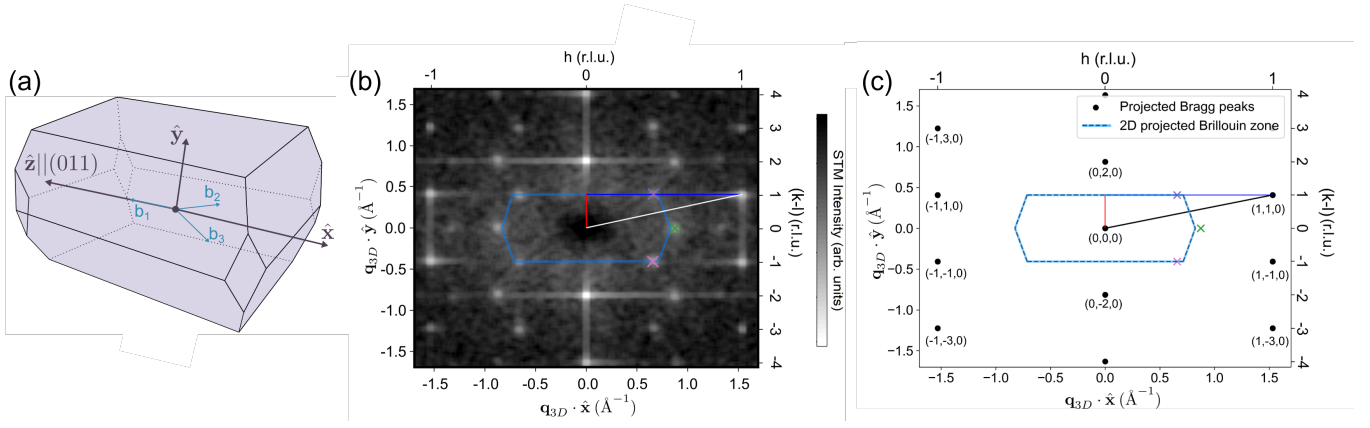 (a)
ŷ
ẑ||(011)
b₁
b₂
b₃
x̂
(b)
h (r.l.u.)
-1 0 1
1.5
1.0
0.5
0.0
-0.5
-1.0
-1.5
q₃D · ŷ (Å⁻¹)
4
3
2
1
0
-1
-2
-3
-4
(k-l) (r.l.u.)
-1.5 -1.0 -0.5 0.0 0.5 1.0 1.5
q₃D · x̂ (Å⁻¹)
STM Intensity (arb. units)
(c)
h (r.l.u.)
-1 0 1
Projected Bragg peaks
2D projected Brillouin zone
1.5
1.0
0.5
0.0
−0.5
−1.0
−1.5
q₃D · ŷ (Å⁻¹)
(-1,3,0)
(0,2,0)
(-1,1,0)
(1,1,0)
(0,0,0)
(-1,-1,0)
(1,-1,0)
(0,-2,0)
(-1,-3,0)
(1,-3,0)
4
3
2
1
0
-1
-2
-3
-4
(k-l) (r.l.u.)
−1.5 −1.0 −0.5 0.0 0.5 1.0 1.5
q₃D · x̂ (Å⁻¹)